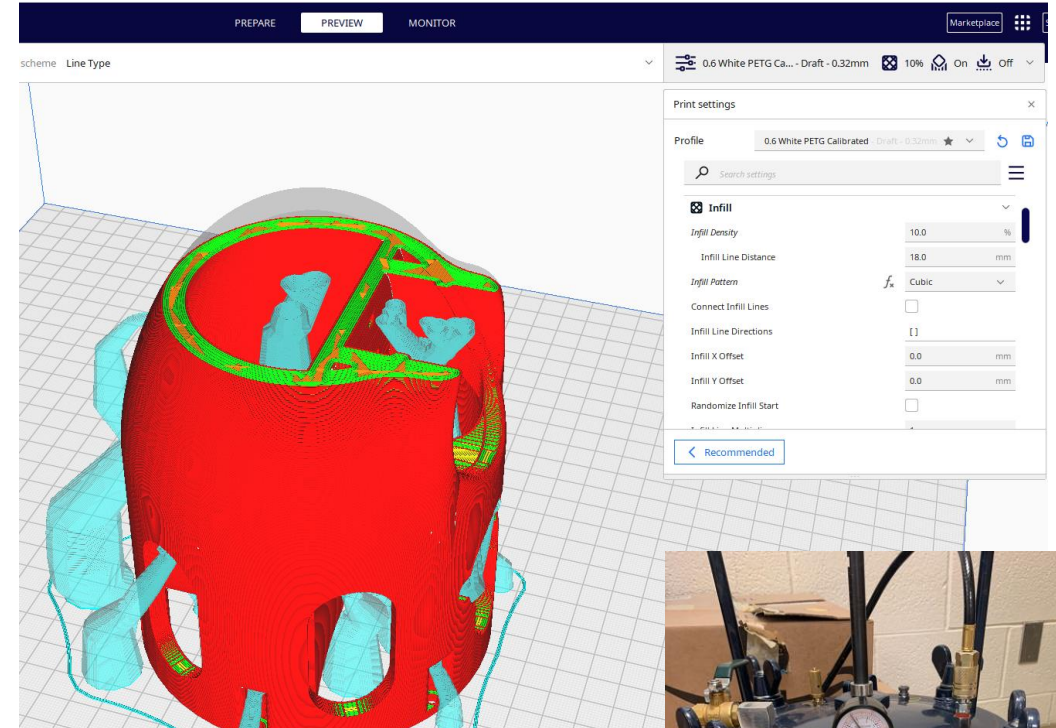 PREPARE PREVIEW MONITOR Marketplace
scheme Line Type
0.6 White PETG Ca... - Draft - 0.32mm 10% On Off
Print settings
Profile 0.6 White PETG Calibrated Draft - 0.32mm
Search settings
Infill
Infill Density 10.0 %
Infill Line Distance 18.0 mm
Infill Pattern Cubic
Connect Infill Lines
Infill Line Directions [ ]
Infill X Offset 0.0 mm
Infill Y Offset 0.0 mm
Randomize Infill Start
Recommended